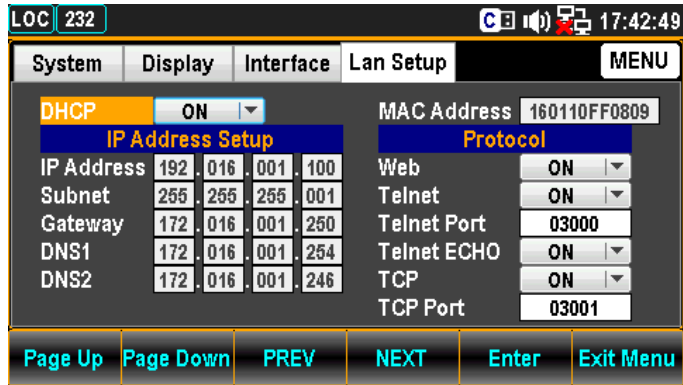 LOC 232 C 17:42:49
System Display Interface Lan Setup MENU
DHCP ON MAC Address 160110FF0809
IP Address Setup Protocol
IP Address 192 . 016 . 001 . 100 Web ON
Subnet 255 . 255 . 255 . 001 Telnet ON
Gateway 172 . 016 . 001 . 250 Telnet Port 03000
DNS1 172 . 016 . 001 . 254 Telnet ECHO ON
DNS2 172 . 016 . 001 . 246 TCP ON
TCP Port 03001
Page Up Page Down PREV NEXT Enter Exit Menu